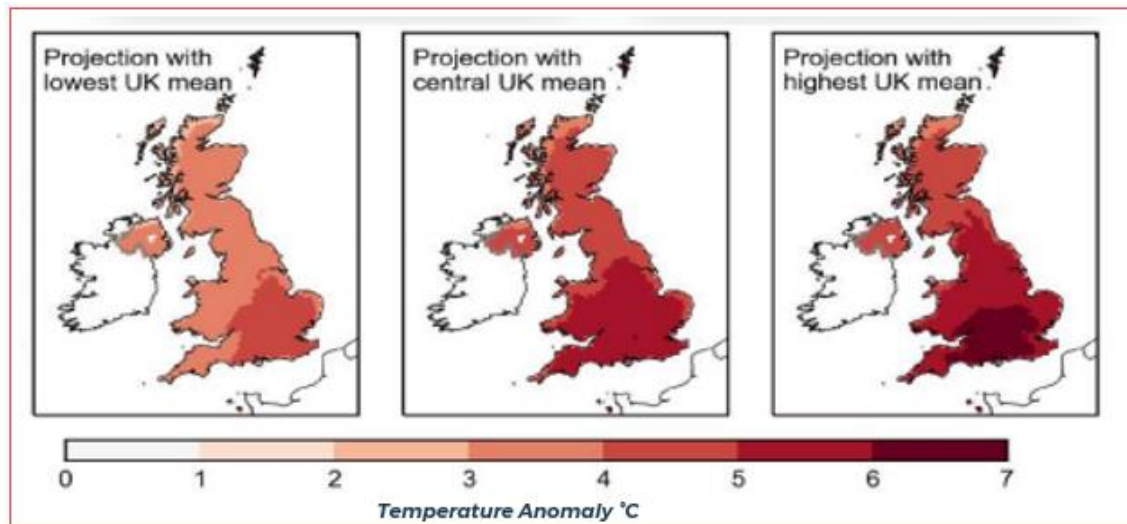 Projection with
lowest UK mean
Projection with
central UK mean
Projection with
highest UK mean
0 1 2 3 4 5 6 7
Temperature Anomaly °C